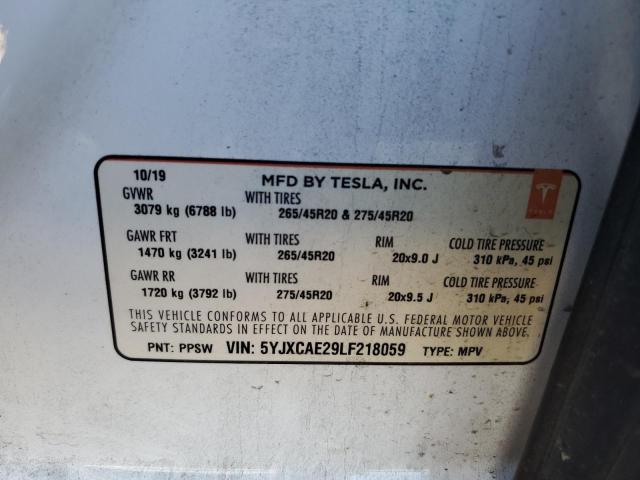 10/19 MFD BY TESLA, INC.
GVWR WITH TIRES
3079 kg (6788 lb) 265/45R20 & 275/45R20
GAWR FRT WITH TIRES RIM COLD TIRE PRESSURE
1470 kg (3241 lb) 265/45R20 20x9.0 J 310 kPa, 45 psi
GAWR RR WITH TIRES RIM COLD TIRE PRESSURE
1720 kg (3792 lb) 275/45R20 20x9.5 J 310 kPa, 45 psi
THIS VEHICLE CONFORMS TO ALL APPLICABLE U.S. FEDERAL MOTOR VEHICLE
SAFETY STANDARDS IN EFFECT ON THE DATE OF MANUFACTURE SHOWN ABOVE.
PNT: PPSW VIN: 5YJXCAE29LF218059 TYPE: MPV
TESLA